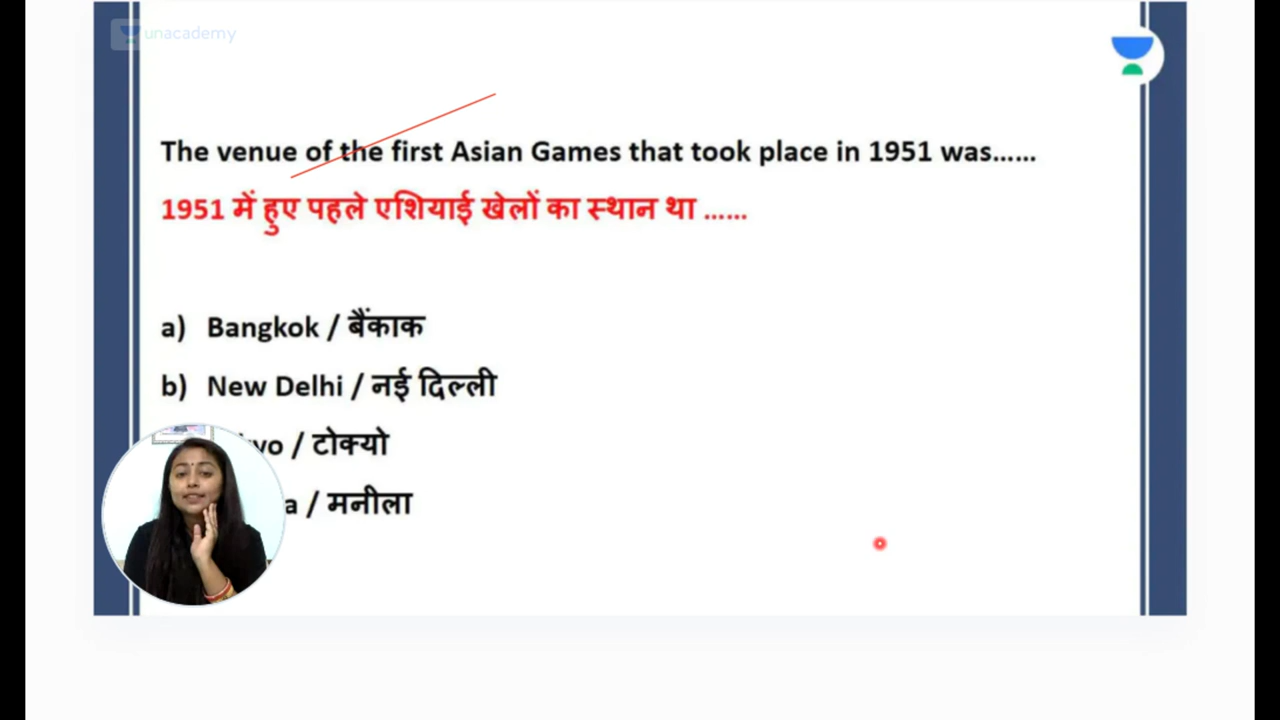 unacademy
The venue of the first Asian Games that took place in 1951 was......
1951 में हुए पहले एशियाई खेलों का स्थान था ......
a) Bangkok / बैंकाक
b) New Delhi / नई दिल्ली
/ टोक्यो
/ मनीला